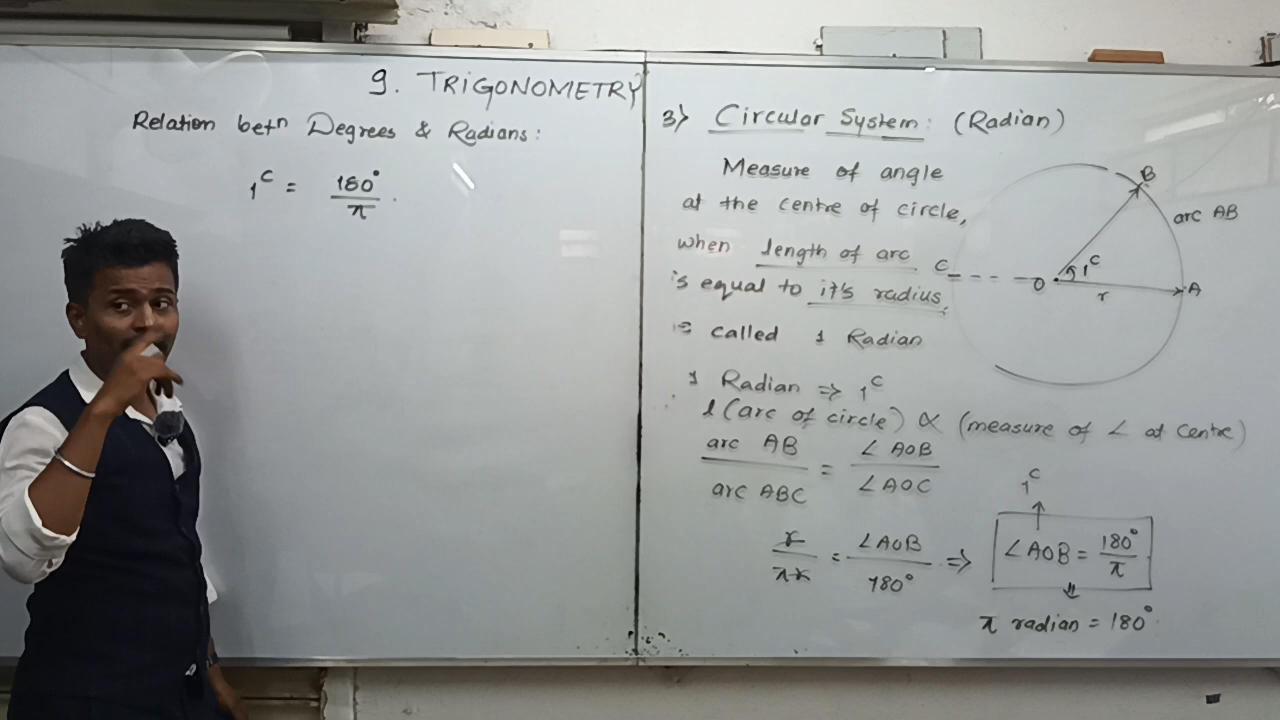 9. TRIGONOMETRY
Relation betn Degrees & Radians:
1ᶜ = 180°/π.
3) Circular System: (Radian)
Measure of angle
at the centre of circle,
when length of arc
is equal to it's radius,
is called 1 Radian
1 Radian ⇒ 1ᶜ
B
arc AB
C
O
1ᶜ
r
A
l(arc of circle) ∝ (measure of ∠ at centre)
arc AB / arc ABC = ∠AOB / ∠AOC
1ᶜ
r / πr = ∠AOB / 180° ⇒ ∠AOB = 180°/π
π radian = 180°